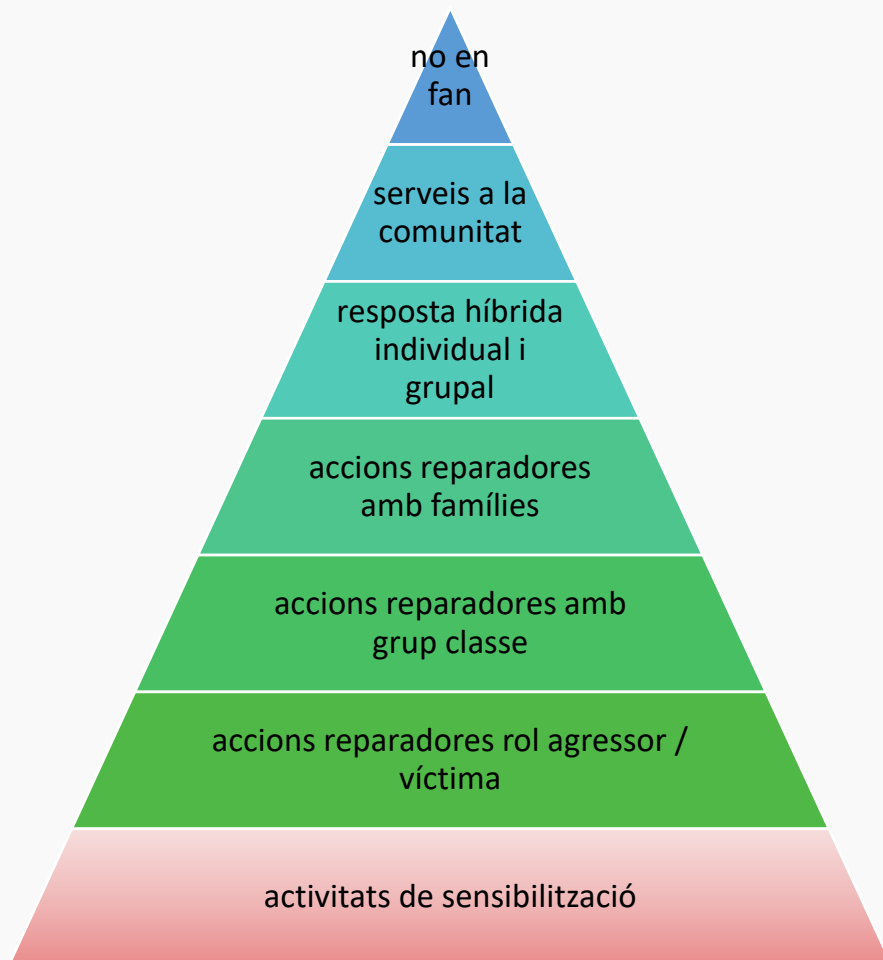 no en
fan
serveis a la
comunitat
resposta híbrida
individual i
grupal
accions reparadores
amb famílies
accions reparadores amb
grup classe
accions reparadores rol agressor /
víctima
activitats de sensibilització